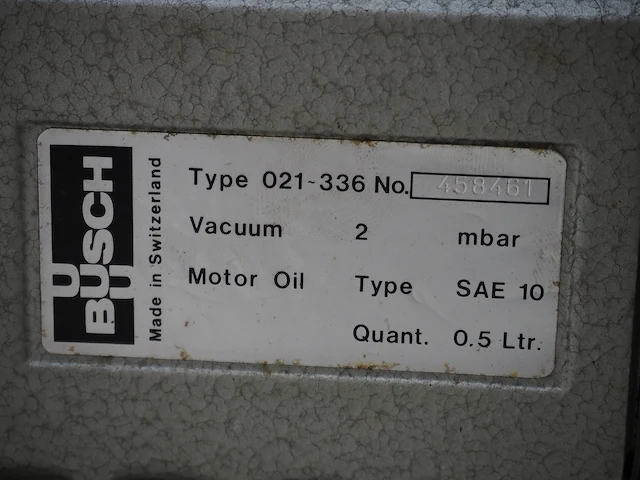 BUSCH
Made in Switzerland
Type 021-336 No. 458461
Vacuum 2 mbar
Motor Oil Type SAE 10
Quant. 0.5 Ltr.